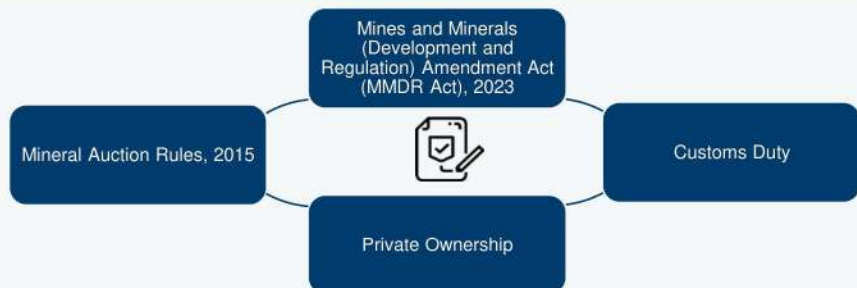 Mines and Minerals
(Development and
Regulation) Amendment Act
(MMDR Act), 2023
Mineral Auction Rules, 2015
Customs Duty
Private Ownership